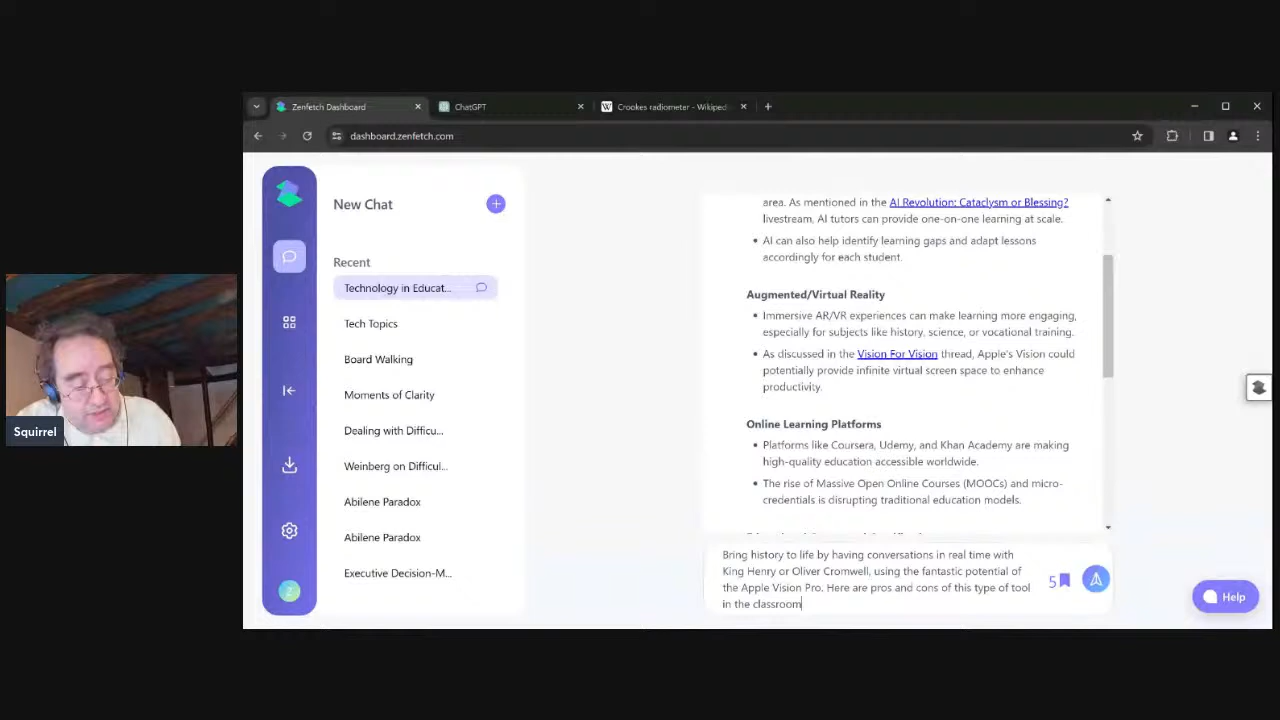 Zenfetch Dashboard
ChatGPT
Crookes radiometer - Wikiped
dashboard.zenfetch.com
New Chat
Recent
Technology in Educat...
Tech Topics
Board Walking
Moments of Clarity
Dealing with Difficu...
Weinberg on Difficul...
Abilene Paradox
Abilene Paradox
Executive Decision-M...
Z
area. As mentioned in the AI Revolution: Cataclysm or Blessing?
livestream, AI tutors can provide one-on-one learning at scale.
• AI can also help identify learning gaps and adapt lessons
accordingly for each student.
Augmented/Virtual Reality
• Immersive AR/VR experiences can make learning more engaging,
especially for subjects like history, science, or vocational training.
• As discussed in the Vision For Vision thread, Apple's Vision could
potentially provide infinite virtual screen space to enhance
productivity.
Online Learning Platforms
• Platforms like Coursera, Udemy, and Khan Academy are making
high-quality education accessible worldwide.
• The rise of Massive Open Online Courses (MOOCs) and micro-
credentials is disrupting traditional education models.
Bring history to life by having conversations in real time with
King Henry or Oliver Cromwell, using the fantastic potential of
the Apple Vision Pro. Here are pros and cons of this type of tool
in the classroom
5
Help
Squirrel